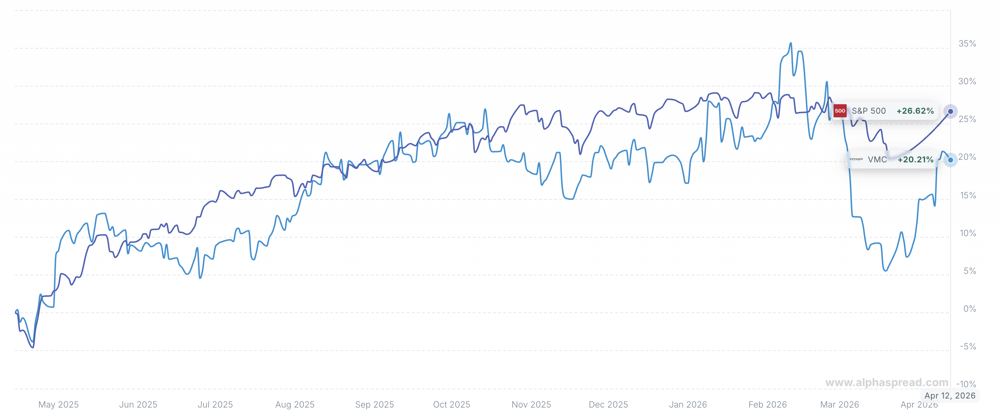 35%
30%
500 S&P 500 +26.62%
25%
VORNADO VMC +20.21%
20%
15%
10%
5%
0%
-5%
www.alphaspread.com
-10%
Apr 12, 2026
May 2025 Jun 2025 Jul 2025 Aug 2025 Sep 2025 Oct 2025 Nov 2025 Dec 2025 Jan 2026 Feb 2026 Mar 2026 Apr 2026